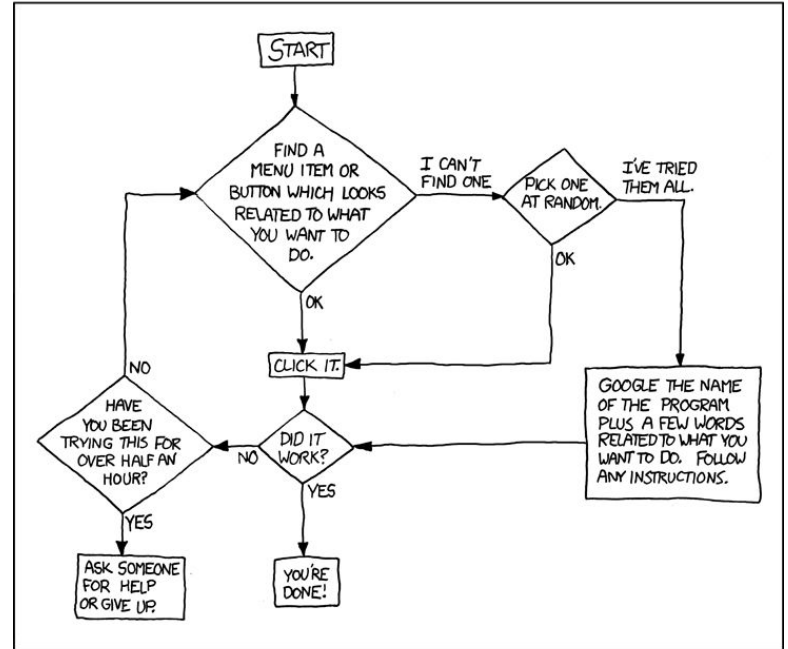 START
FIND A
MENU ITEM OR
BUTTON WHICH LOOKS
RELATED TO WHAT
YOU WANT TO
DO.
I CAN'T
FIND ONE
PICK ONE
AT RANDOM.
I'VE TRIED
THEM ALL.
OK
OK
CLICK IT.
NO
HAVE
YOU BEEN
TRYING THIS FOR
OVER HALF AN
HOUR?
NO
DID IT
WORK?
GOOGLE THE NAME
OF THE PROGRAM
PLUS A FEW WORDS
RELATED TO WHAT YOU
WANT TO DO. FOLLOW
ANY INSTRUCTIONS.
YES
YES
ASK SOMEONE
FOR HELP
OR GIVE UP.
YOU'RE
DONE!